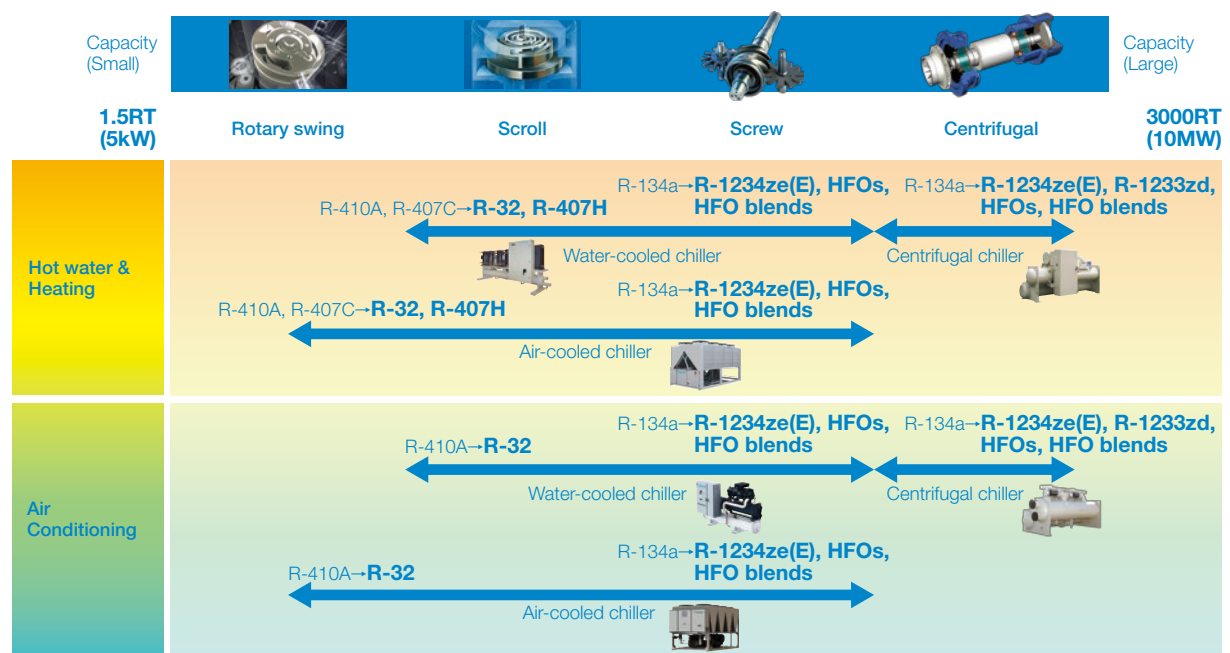 Capacity
(Small)
Capacity
(Large)
1.5RT
(5kW)
Rotary swing
Scroll
Screw
Centrifugal
3000RT
(10MW)
Hot water &
Heating
R-134a→R-1234ze(E), HFOs,
HFO blends
R-134a→R-1234ze(E), R-1233zd,
HFOs, HFO blends
R-410A, R-407C→R-32, R-407H
Water-cooled chiller
Centrifugal chiller
R-134a→R-1234ze(E), HFOs,
HFO blends
R-410A, R-407C→R-32, R-407H
Air-cooled chiller
Air
Conditioning
R-134a→R-1234ze(E), HFOs,
HFO blends
R-134a→R-1234ze(E), R-1233zd,
HFOs, HFO blends
R-410A→R-32
Water-cooled chiller
Centrifugal chiller
R-134a→R-1234ze(E), HFOs,
HFO blends
R-410A→R-32
Air-cooled chiller